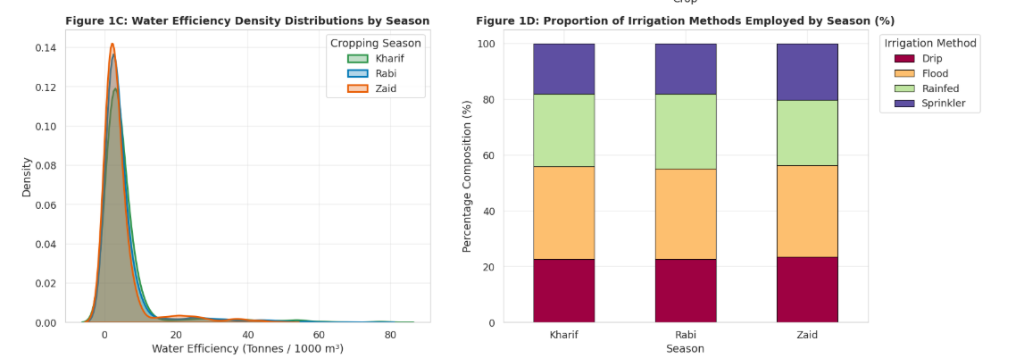 Crop
Figure 1C: Water Efficiency Density Distributions by Season
Cropping Season
Kharif
Rabi
Zaid
0.14
0.12
0.10
0.08
0.06
0.04
0.02
0.00
Density
0
20
40
60
80
Water Efficiency (Tonnes / 1000 m³)
Figure 1D: Proportion of Irrigation Methods Employed by Season (%)
Irrigation Method
Drip
Flood
Rainfed
Sprinkler
100
80
60
40
20
0
Percentage Composition (%)
Kharif
Rabi
Zaid
Season